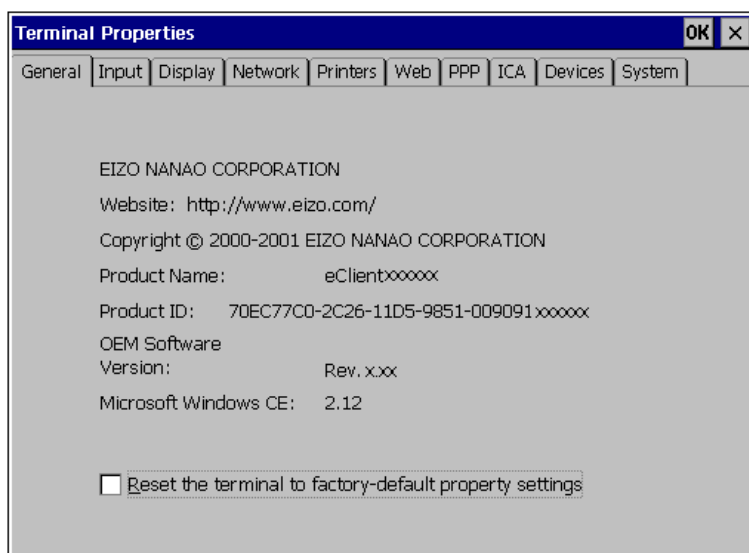 Terminal Properties OK ×
General Input Display Network Printers Web PPP ICA Devices System
EIZO NANAO CORPORATION
Website: http://www.eizo.com/
Copyright © 2000-2001 EIZO NANAO CORPORATION
Product Name: eClientxxxxxx
Product ID: 70EC77C0-2C26-11D5-9851-009091xxxxxx
OEM Software
Version: Rev. x.xx
Microsoft Windows CE: 2.12
Reset the terminal to factory-default property settings